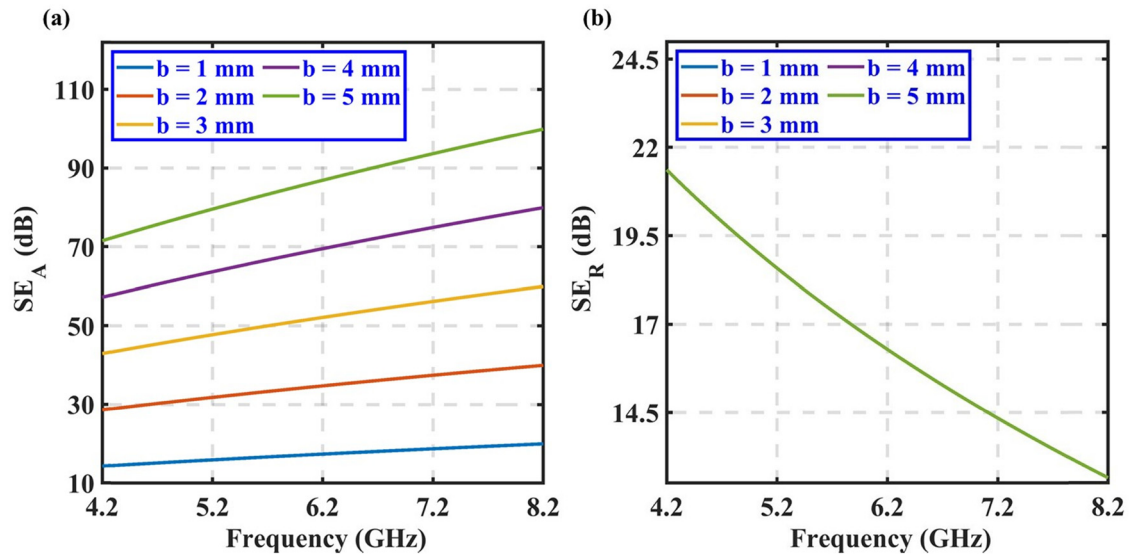 (a)
b = 1 mm b = 4 mm
b = 2 mm b = 5 mm
b = 3 mm
110
90
70
50
30
10
SE_A (dB)
4.2 5.2 6.2 7.2 8.2
Frequency (GHz)
(b)
b = 1 mm b = 4 mm
b = 2 mm b = 5 mm
b = 3 mm
24.5
22
19.5
17
14.5
SE_R (dB)
4.2 5.2 6.2 7.2 8.2
Frequency (GHz)